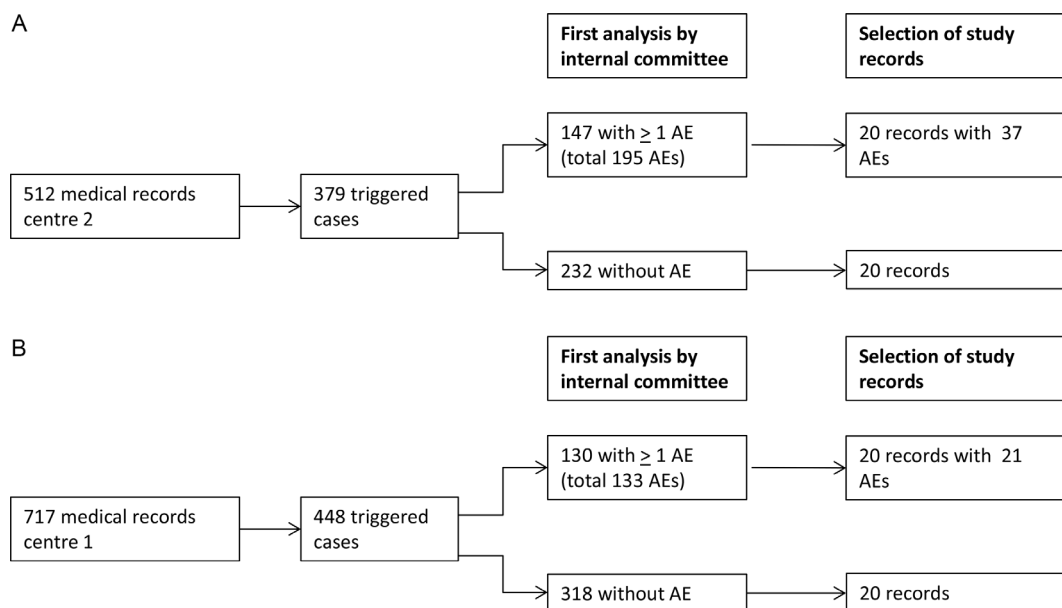 A
First analysis by
internal committee
Selection of study
records
147 with ≥ 1 AE
(total 195 AEs)
20 records with 37
AEs
512 medical records
centre 2
379 triggered
cases
232 without AE
20 records
B
First analysis by
internal committee
Selection of study
records
130 with ≥ 1 AE
(total 133 AEs)
20 records with 21
AEs
717 medical records
centre 1
448 triggered
cases
318 without AE
20 records